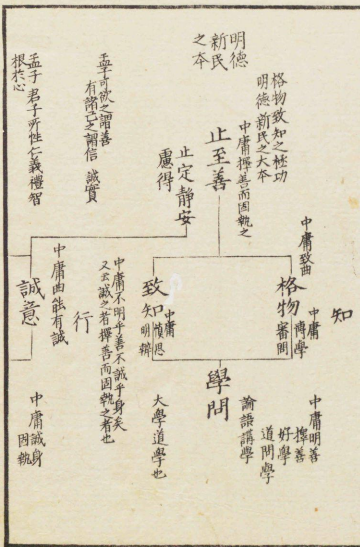 知
格物致知之極功
明德新民之大本
中庸擇善而固執之
止至善
明德
新民
之本
止定靜安
慮得
孟子可欲之謂善
有諸己之謂信 誠實
孟子 君子所性仁義禮智
根於心
中庸致曲
格物
中庸
博學
審問
致知
中庸
慎思
明辨
中庸不明乎善不誠乎身矣
又云誠之者擇善而固執之者也
行
中庸曲能有誠
誠意
中庸明善
擇善
好學
道問學
論語講學
學問
大學道學也
中庸誠身
固執